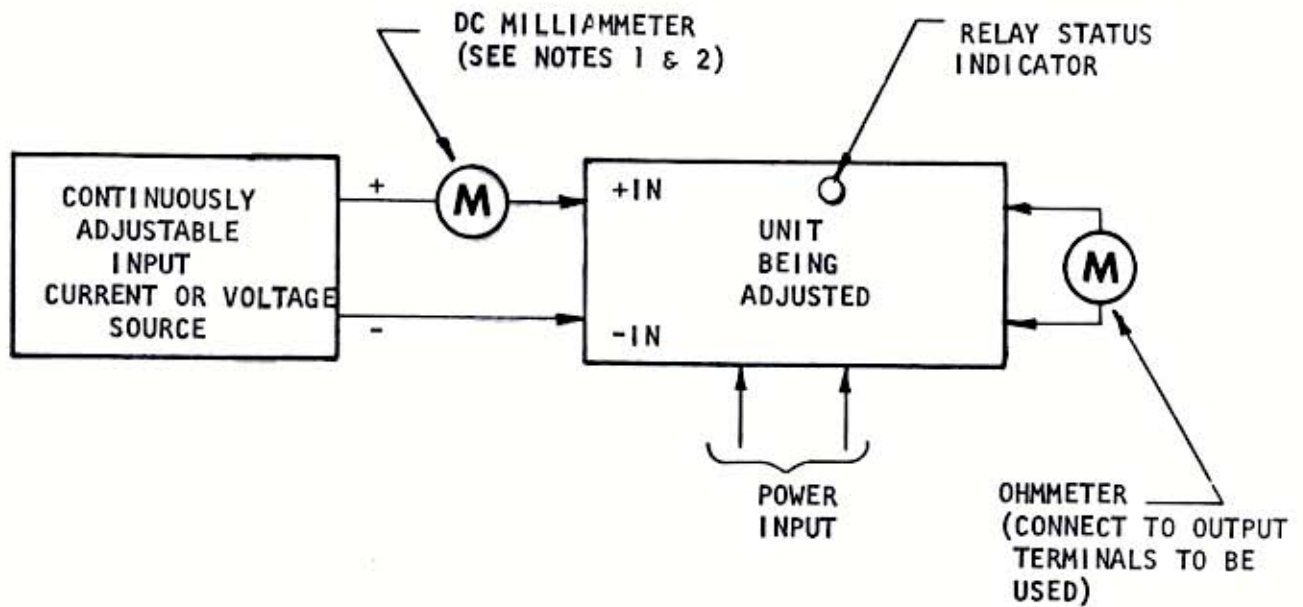 DC MILLIAMMETER
(SEE NOTES 1 & 2)
RELAY STATUS
INDICATOR
CONTINUOUSLY
ADJUSTABLE
INPUT
CURRENT OR VOLTAGE
SOURCE
+
M
-
+IN
-IN
UNIT
BEING
ADJUSTED
M
POWER
INPUT
OHMMETER
(CONNECT TO OUTPUT
TERMINALS TO BE
USED)